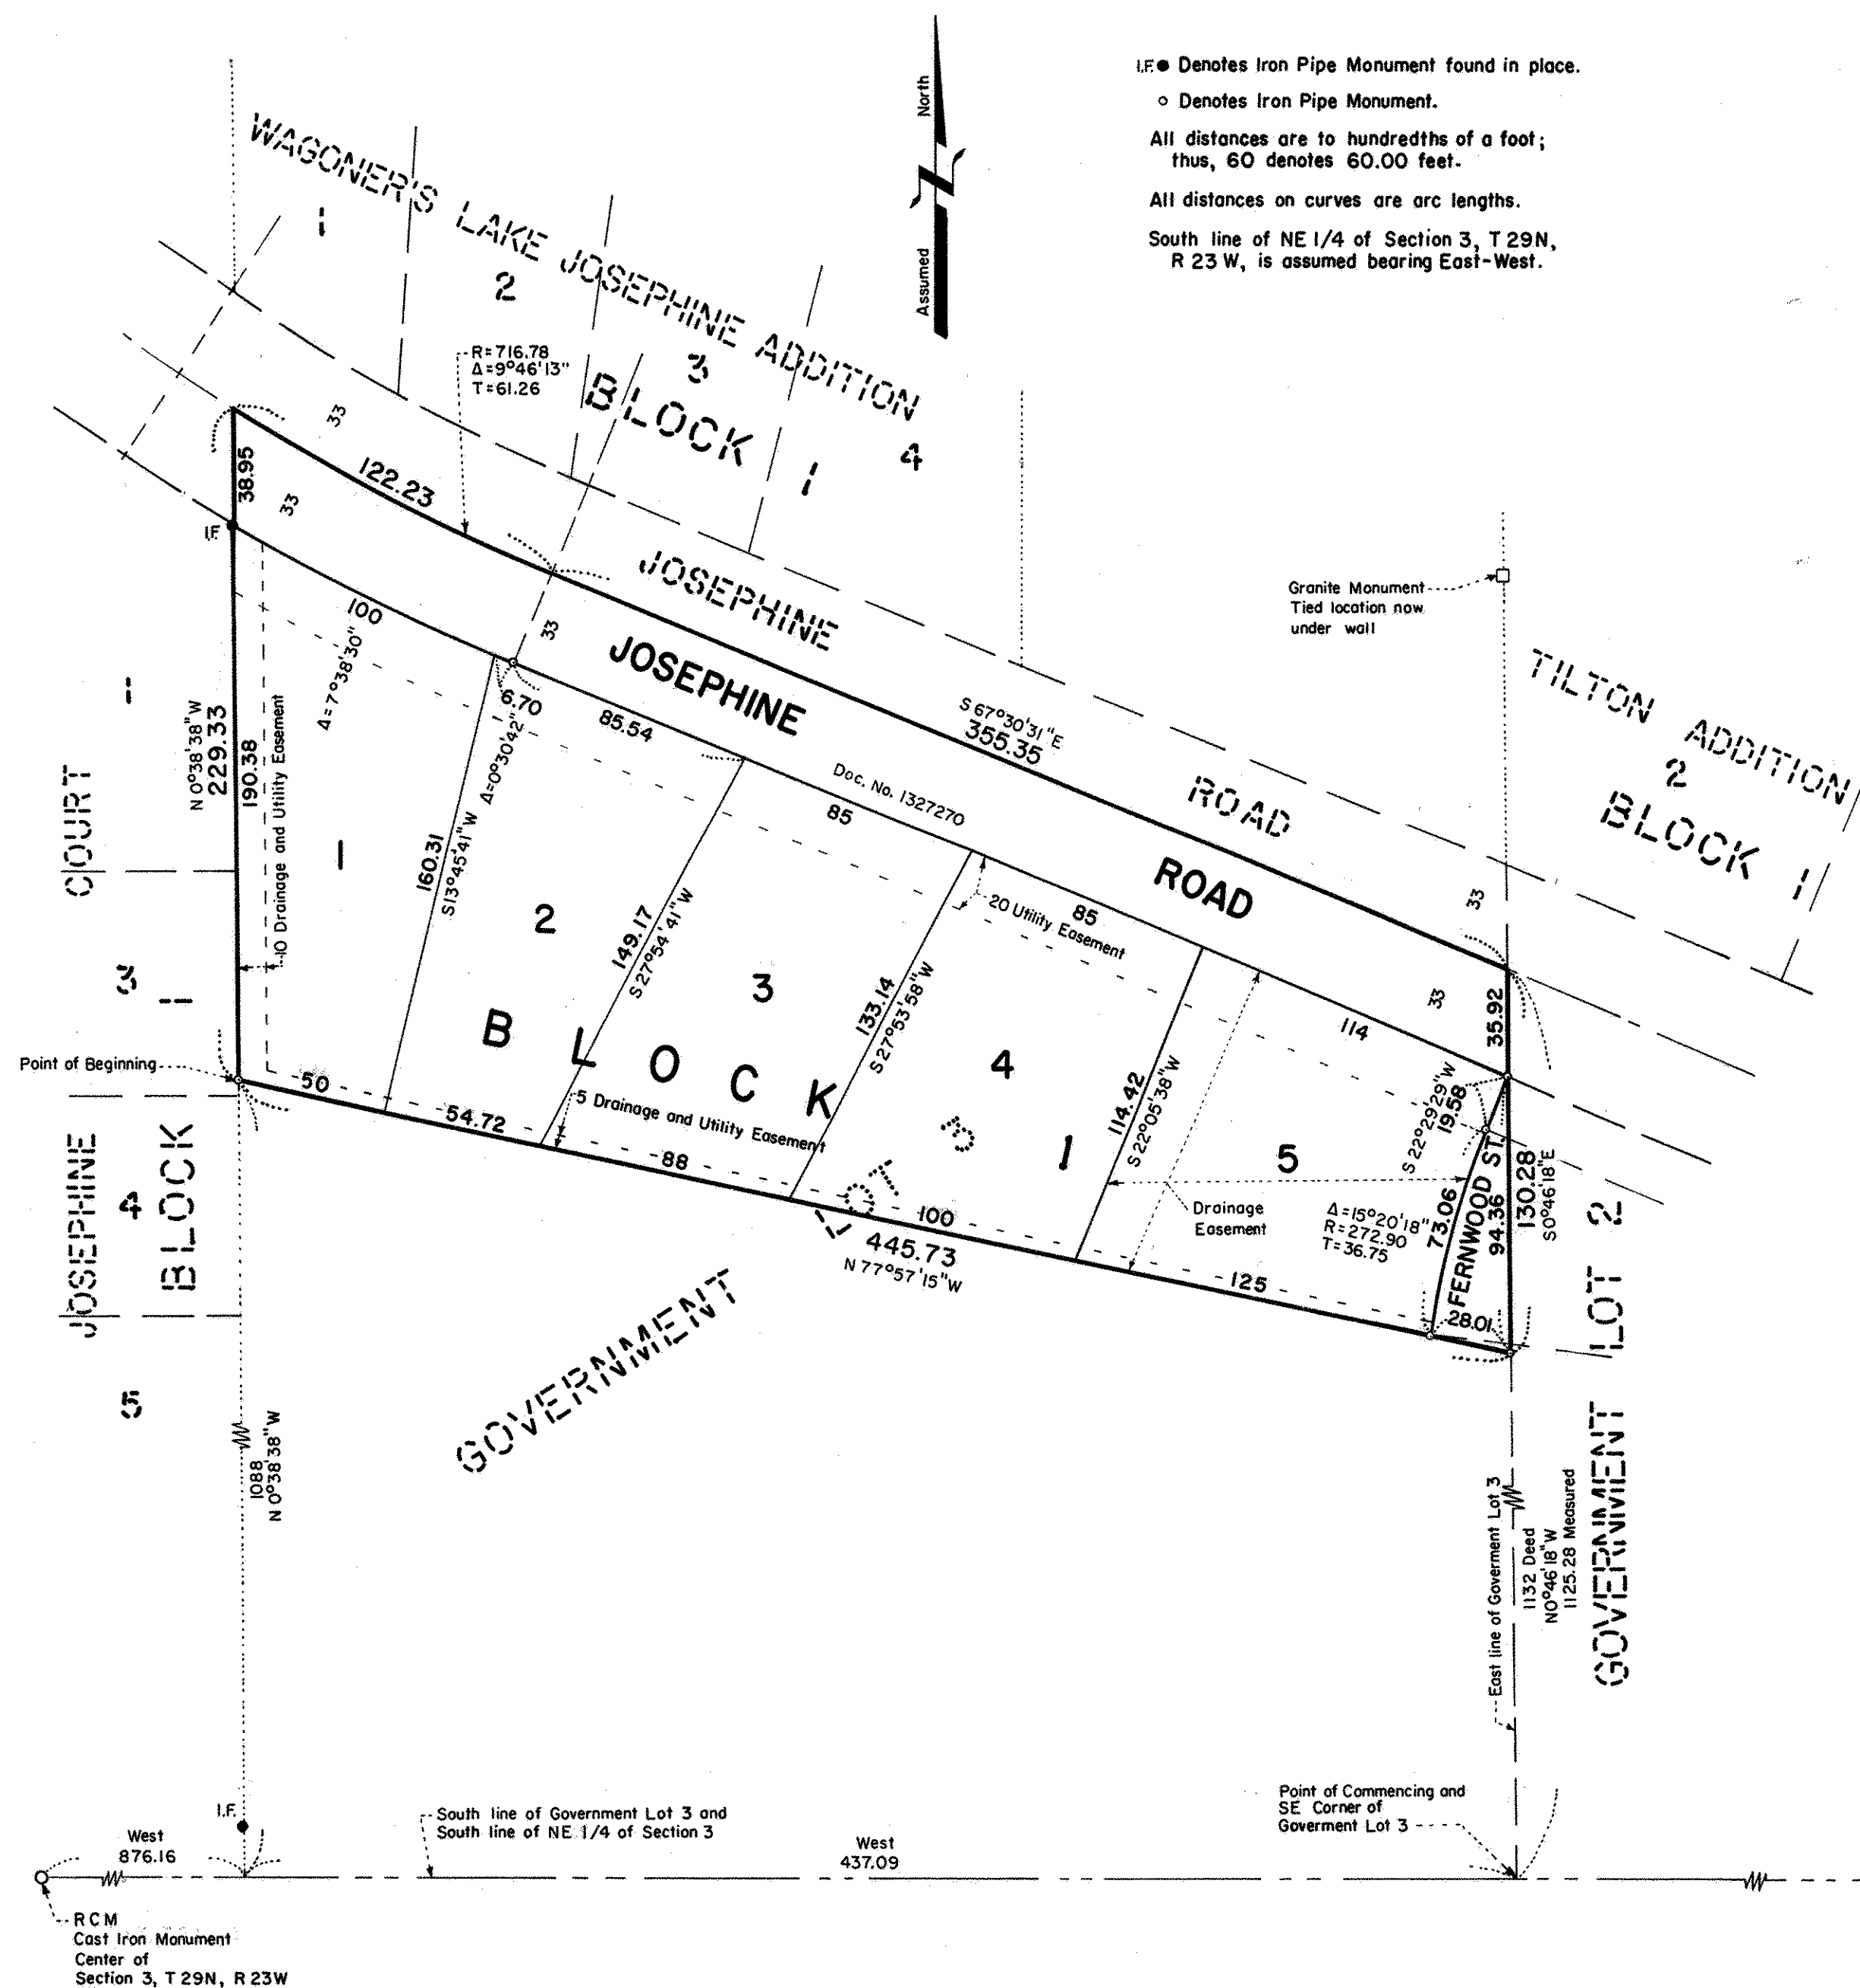 I.F. ● Denotes Iron Pipe Monument found in place.
○ Denotes Iron Pipe Monument.
All distances are to hundredths of a foot;
thus, 60 denotes 60.00 feet.
All distances on curves are arc lengths.
South line of NE 1/4 of Section 3, T 29N,
R 23 W, is assumed bearing East-West.
North
Assumed
WAGONER'S LAKE JOSEPHINE ADDITION
1
2
3
4
BLOCK 1
R=716.78
Δ=9°46'13"
T=61.26
33
33
38.95
I.F.
122.23
JOSEPHINE
ROAD
JOSEPHINE
ROAD
S 67°30'31"E
355.35
Doc. No. 1327270
Granite Monument
Tied location now
under wall
TILTON ADDITION
2
BLOCK 1
33
33
33
100
Δ=7°38'30"
6.70
Δ=0°30'42"
85.54
85
85
114
35.92
N 0°38'38"W
229.33
190.38
10 Drainage and Utility Easement
160.31
S13°45'41"W
149.17
S27°54'41"W
133.14
S27°53'58"W
20 Utility Easement
114.42
S22°05'38"W
S22°29'29"W
19.58
1
2
3
4
5
BLOCK 1
COURT
1
3
1
JOSEPHINE
BLOCK
4
5
Point of Beginning
50
54.72
5 Drainage and Utility Easement
88
100
125
445.73
N 77°57'15"W
Drainage
Easement
Δ=15°20'18"
R=272.90
T=36.75
73.06
FERNWOOD ST.
94.36
130.28
S0°46'18"E
28.01
GOVERNMENT
LOT 3
GOVERNMENT
LOT 2
1088
N 0°38'38"W
East line of Goverment Lot 3
1132 Deed
N0°46'18"W
1125.28 Measured
I.F.
West
876.16
South line of Government Lot 3 and
South line of NE 1/4 of Section 3
West
437.09
Point of Commencing and
SE Corner of
Goverment Lot 3
RCM
Cast Iron Monument
Center of
Section 3, T 29N, R 23W